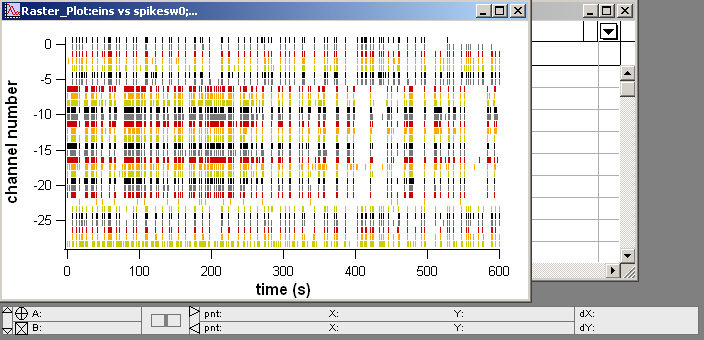 Raster_Plot:eins vs spikesw0;...
0
-5
-10
-15
-20
-25
channel number
0 100 200 300 400 500 600
time (s)
A: pnt: X: Y: dX:
B: pnt: X: Y: dY: